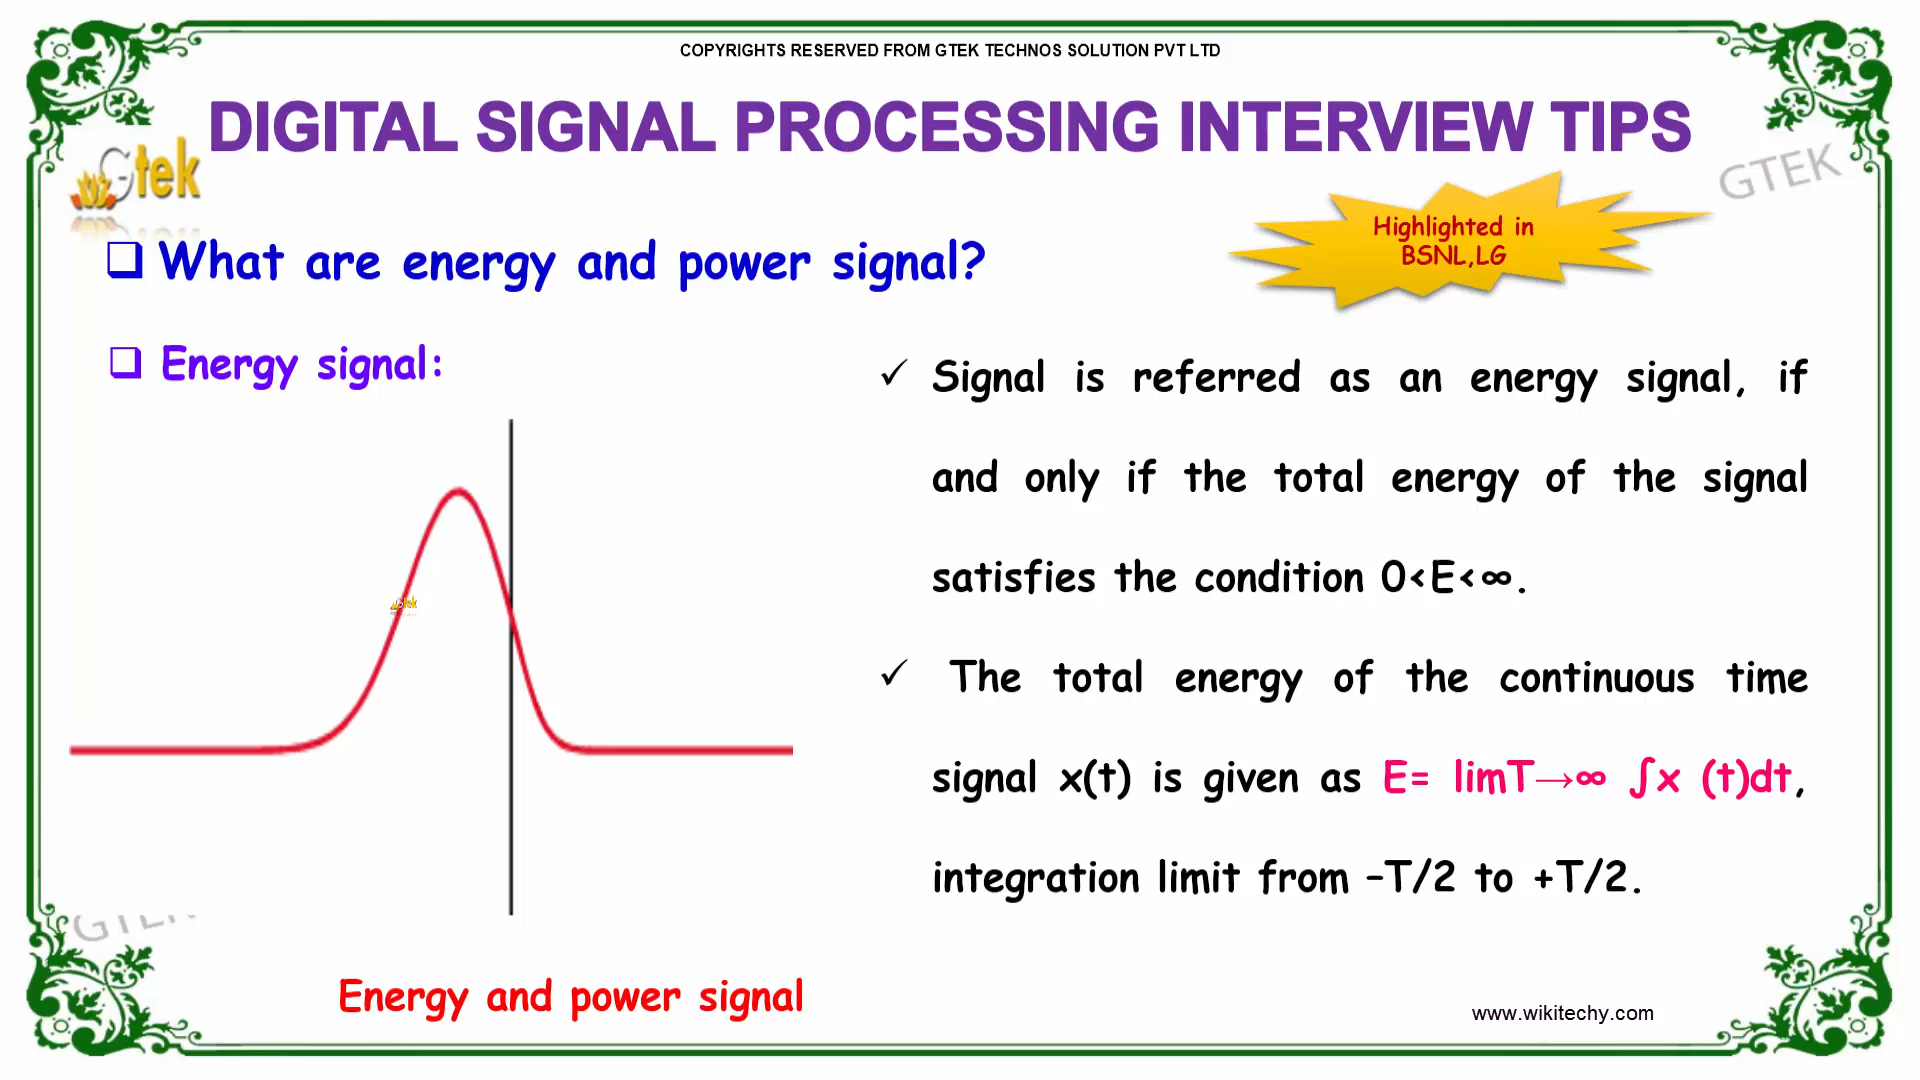 COPYRIGHTS RESERVED FROM GTEK TECHNOS SOLUTION PVT LTD
DIGITAL SIGNAL PROCESSING INTERVIEW TIPS
Gtek
GTEK
Highlighted in
BSNL,LG
What are energy and power signal?
Energy signal:
Signal is referred as an energy signal, if
and only if the total energy of the signal
satisfies the condition 0<E<∞.
The total energy of the continuous time
signal x(t) is given as E= limT→∞ ∫x (t)dt,
integration limit from –T/2 to +T/2.
Gtek
GTEK
Energy and power signal
www.wikitechy.com